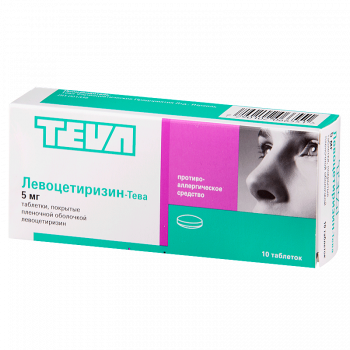 TEVA
Левоцетиризин-Тева
5 мг
таблетки, покрытые
пленочной оболочкой
левоцетиризин
противо-
аллергическое
средство
10 таблеток